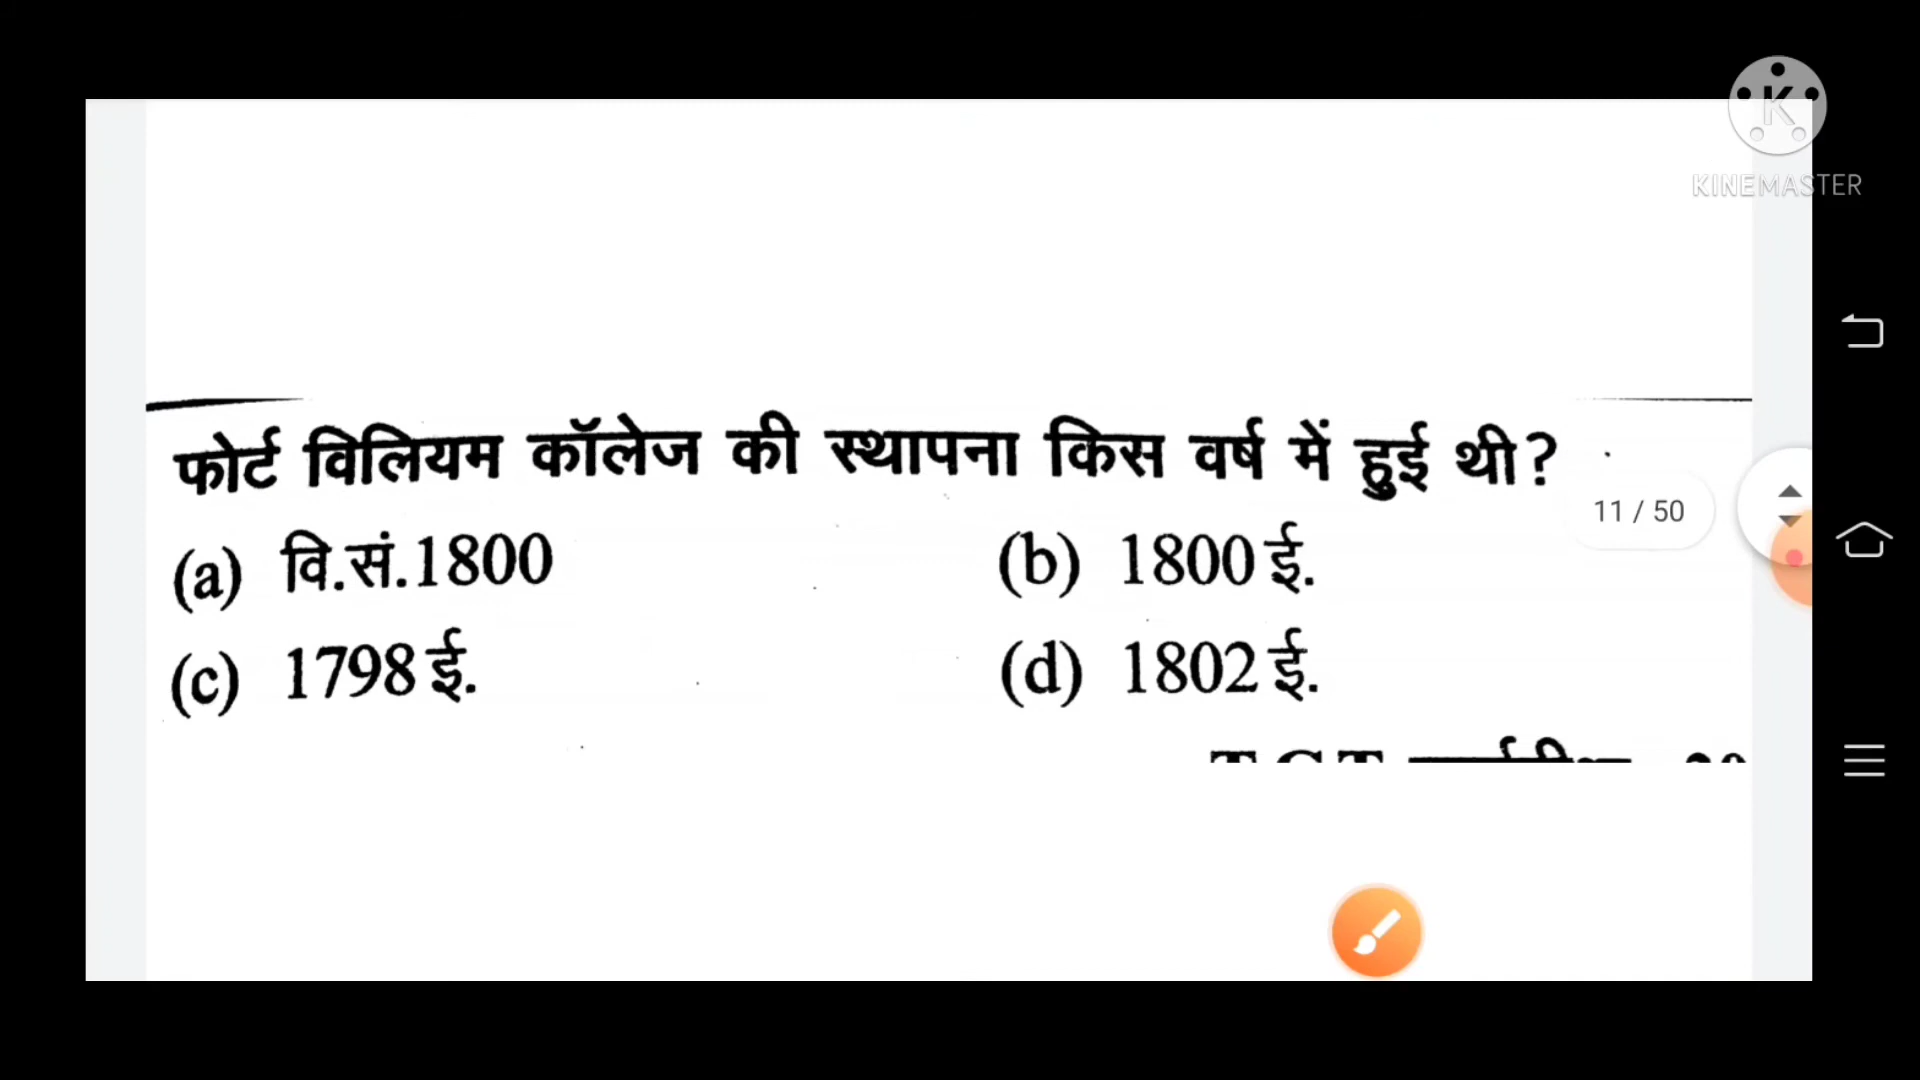 KINEMASTER
फोर्ट विलियम कॉलेज की स्थापना किस वर्ष में हुई थी?
11 / 50
(a) वि.सं.1800 (b) 1800 ई.
(c) 1798 ई. (d) 1802 ई.